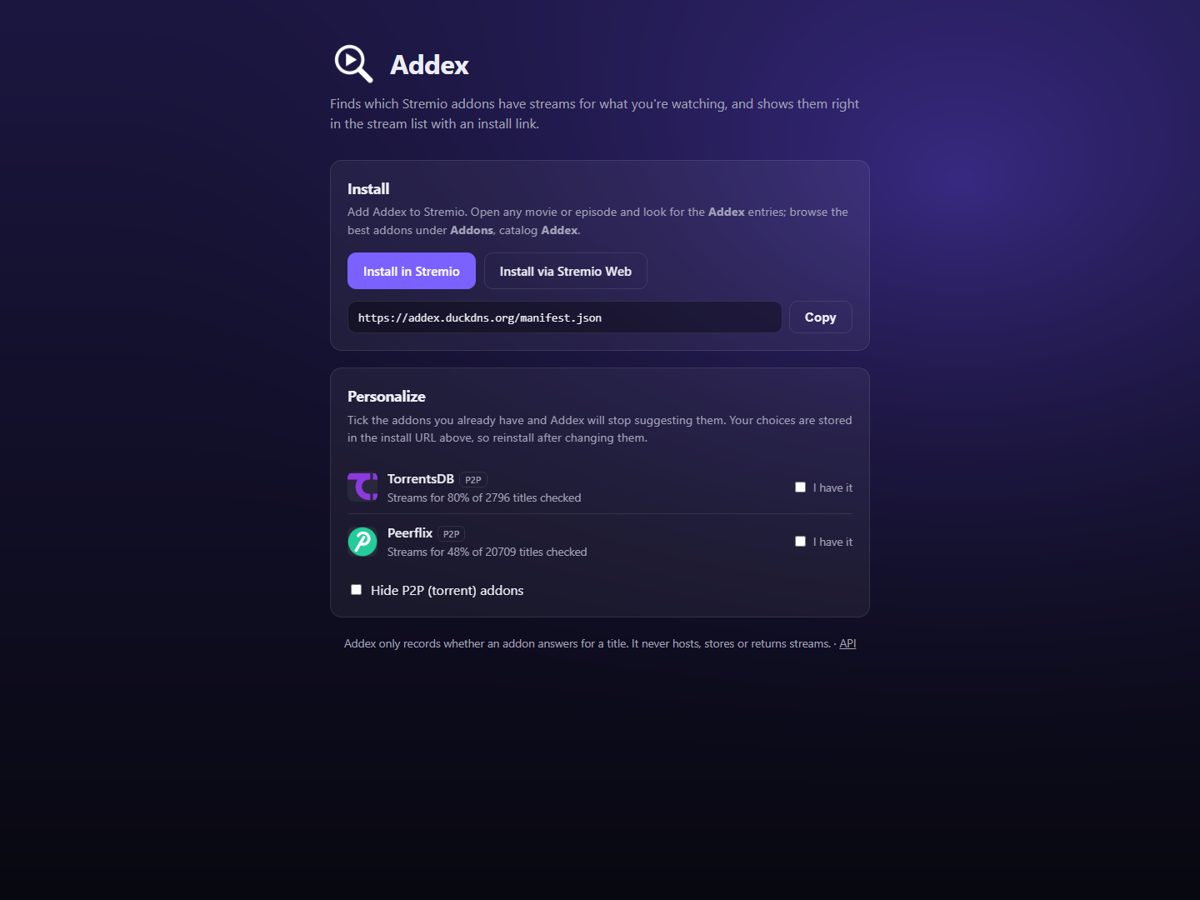 Addex
Finds which Stremio addons have streams for what you're watching, and shows them right
in the stream list with an install link.
Install
Add Addex to Stremio. Open any movie or episode and look for the Addex entries; browse the
best addons under Addons, catalog Addex.
Install in Stremio
Install via Stremio Web
https://addex.duckdns.org/manifest.json
Copy
Personalize
Tick the addons you already have and Addex will stop suggesting them. Your choices are stored
in the install URL above, so reinstall after changing them.
TorrentsDB P2P
Streams for 80% of 2796 titles checked
I have it
Peerflix P2P
Streams for 48% of 20709 titles checked
I have it
Hide P2P (torrent) addons
Addex only records whether an addon answers for a title. It never hosts, stores or returns streams. · API